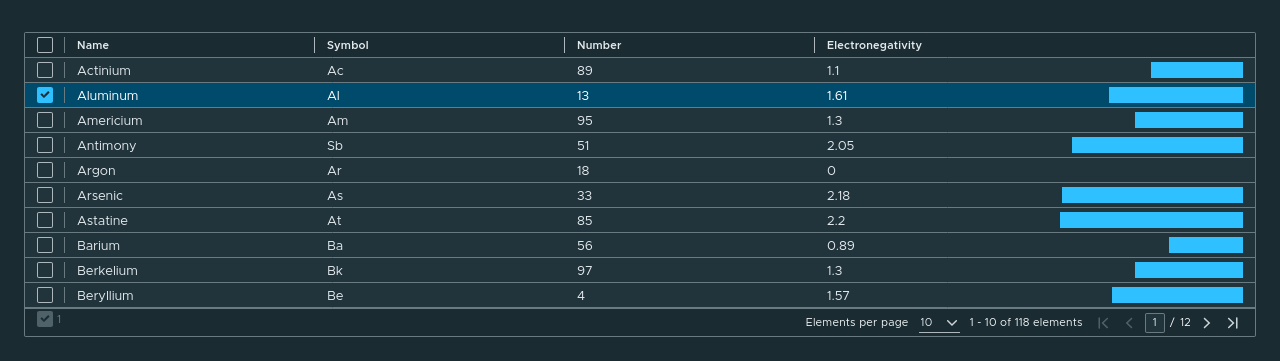 Name Symbol Number Electronegativity
Actinium Ac 89 1.1
Aluminum Al 13 1.61
Americium Am 95 1.3
Antimony Sb 51 2.05
Argon Ar 18 0
Arsenic As 33 2.18
Astatine At 85 2.2
Barium Ba 56 0.89
Berkelium Bk 97 1.3
Beryllium Be 4 1.57
1 Elements per page 10 1 - 10 of 118 elements 1 / 12